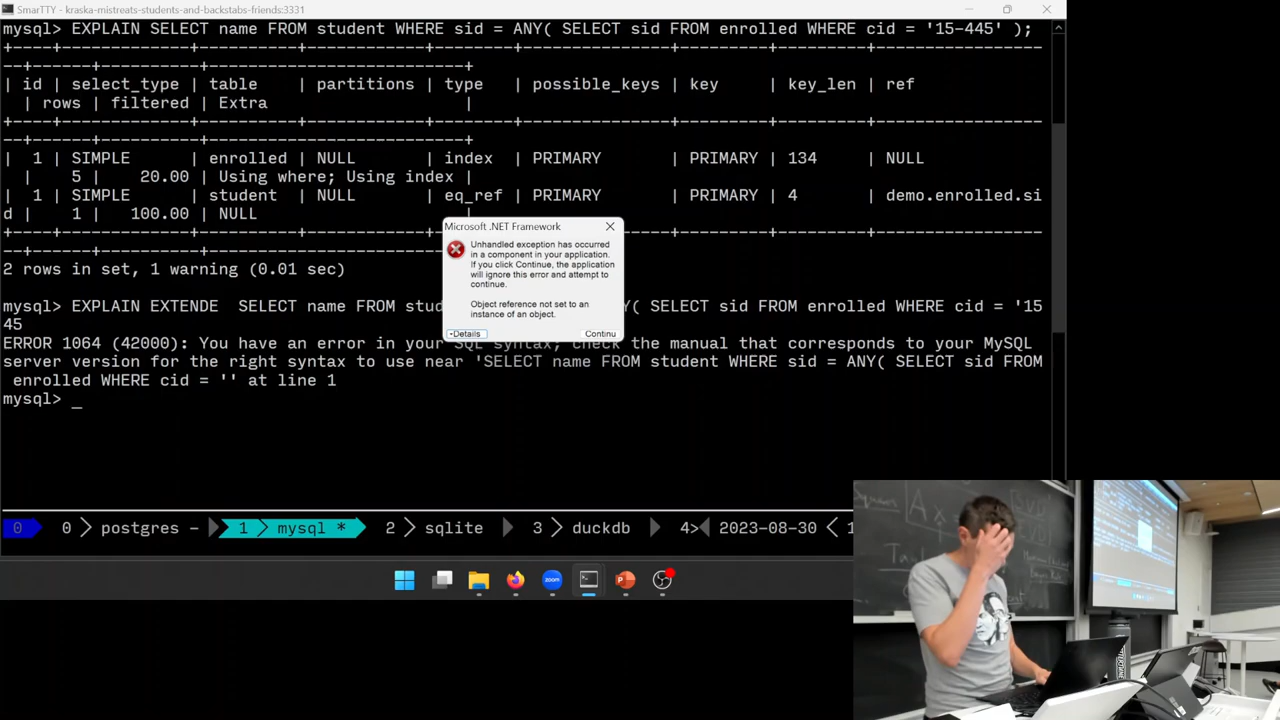 SmarTTY - kraska-mistreats-students-and-backstabs-friends:3331
mysql> EXPLAIN SELECT name FROM student WHERE sid = ANY( SELECT sid FROM enrolled WHERE cid = '15-445' );
+----+-------------+----------+------------+--------+---------------+---------+---------+-----------------
--+------+----------+--------------------------+
| id | select_type | table    | partitions | type   | possible_keys | key     | key_len | ref
  | rows | filtered | Extra                    |
+----+-------------+----------+------------+--------+---------------+---------+---------+-----------------
--+------+----------+--------------------------+
|  1 | SIMPLE      | enrolled | NULL       | index  | PRIMARY       | PRIMARY | 134     | NULL
  |    5 |    20.00 | Using where; Using index |
|  1 | SIMPLE      | student  | NULL       | eq_ref | PRIMARY       | PRIMARY | 4       | demo.enrolled.si
d |    1 |   100.00 | NULL                     |
+----+-------------+----------+------------+--------+---------------+---------+---------+-----------------
--+------+----------+--------------------------+
2 rows in set, 1 warning (0.01 sec)
mysql> EXPLAIN EXTENDE  SELECT name FROM stud Y( SELECT sid FROM enrolled WHERE cid = '15
45
ERROR 1064 (42000): You have an error in your SQL syntax; check the manual that corresponds to your MySQL
server version for the right syntax to use near 'SELECT name FROM student WHERE sid = ANY( SELECT sid FROM
 enrolled WHERE cid = '' at line 1
mysql> _
Microsoft .NET Framework
Unhandled exception has occurred
in a component in your application.
If you click Continue, the application
will ignore this error and attempt to
continue.
Object reference not set to an
instance of an object.
Details Continu
0 0 postgres - 1 mysql * 2 sqlite 3 duckdb 4> 2023-08-30 1
zoom